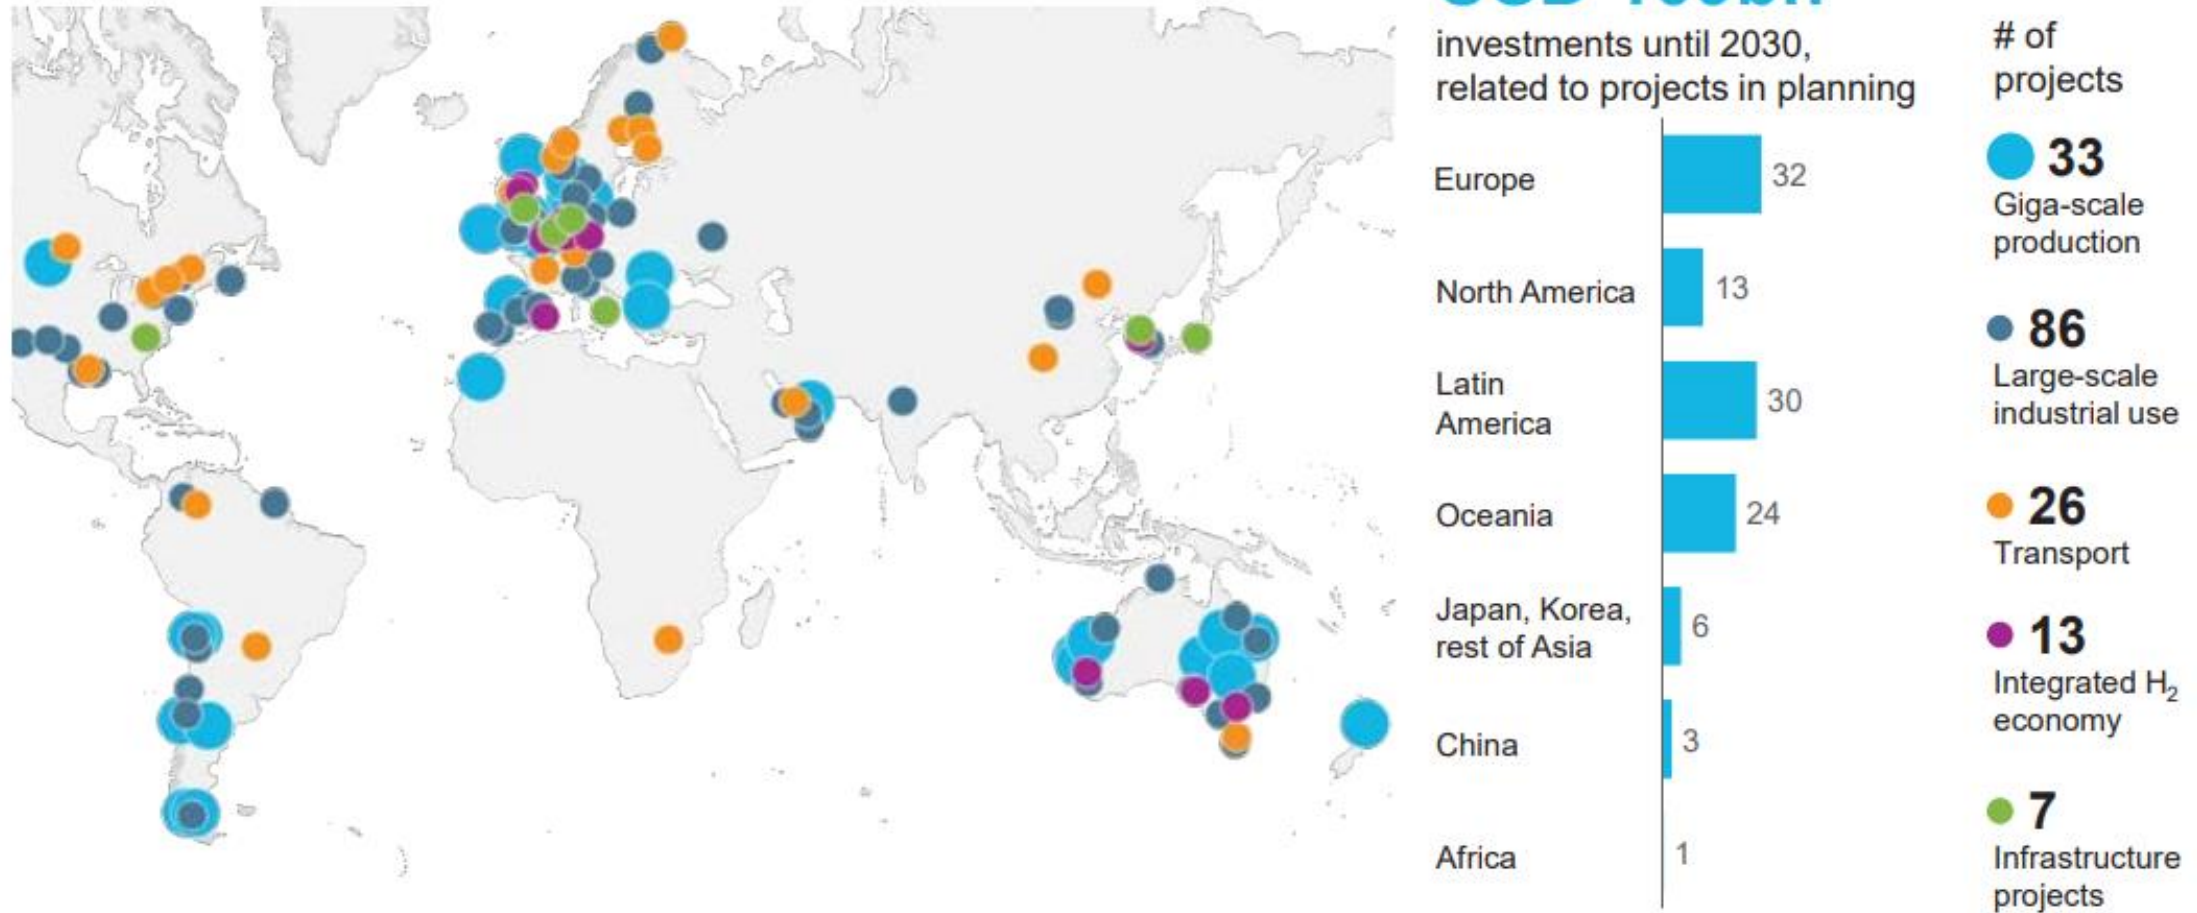 investments until 2030,
related to projects in planning
Europe
32
North America
13
Latin
America
30
Oceania
24
Japan, Korea,
rest of Asia
6
China
3
Africa
1
# of
projects
33
Giga-scale
production
86
Large-scale
industrial use
26
Transport
13
Integrated H₂
economy
7
Infrastructure
projects